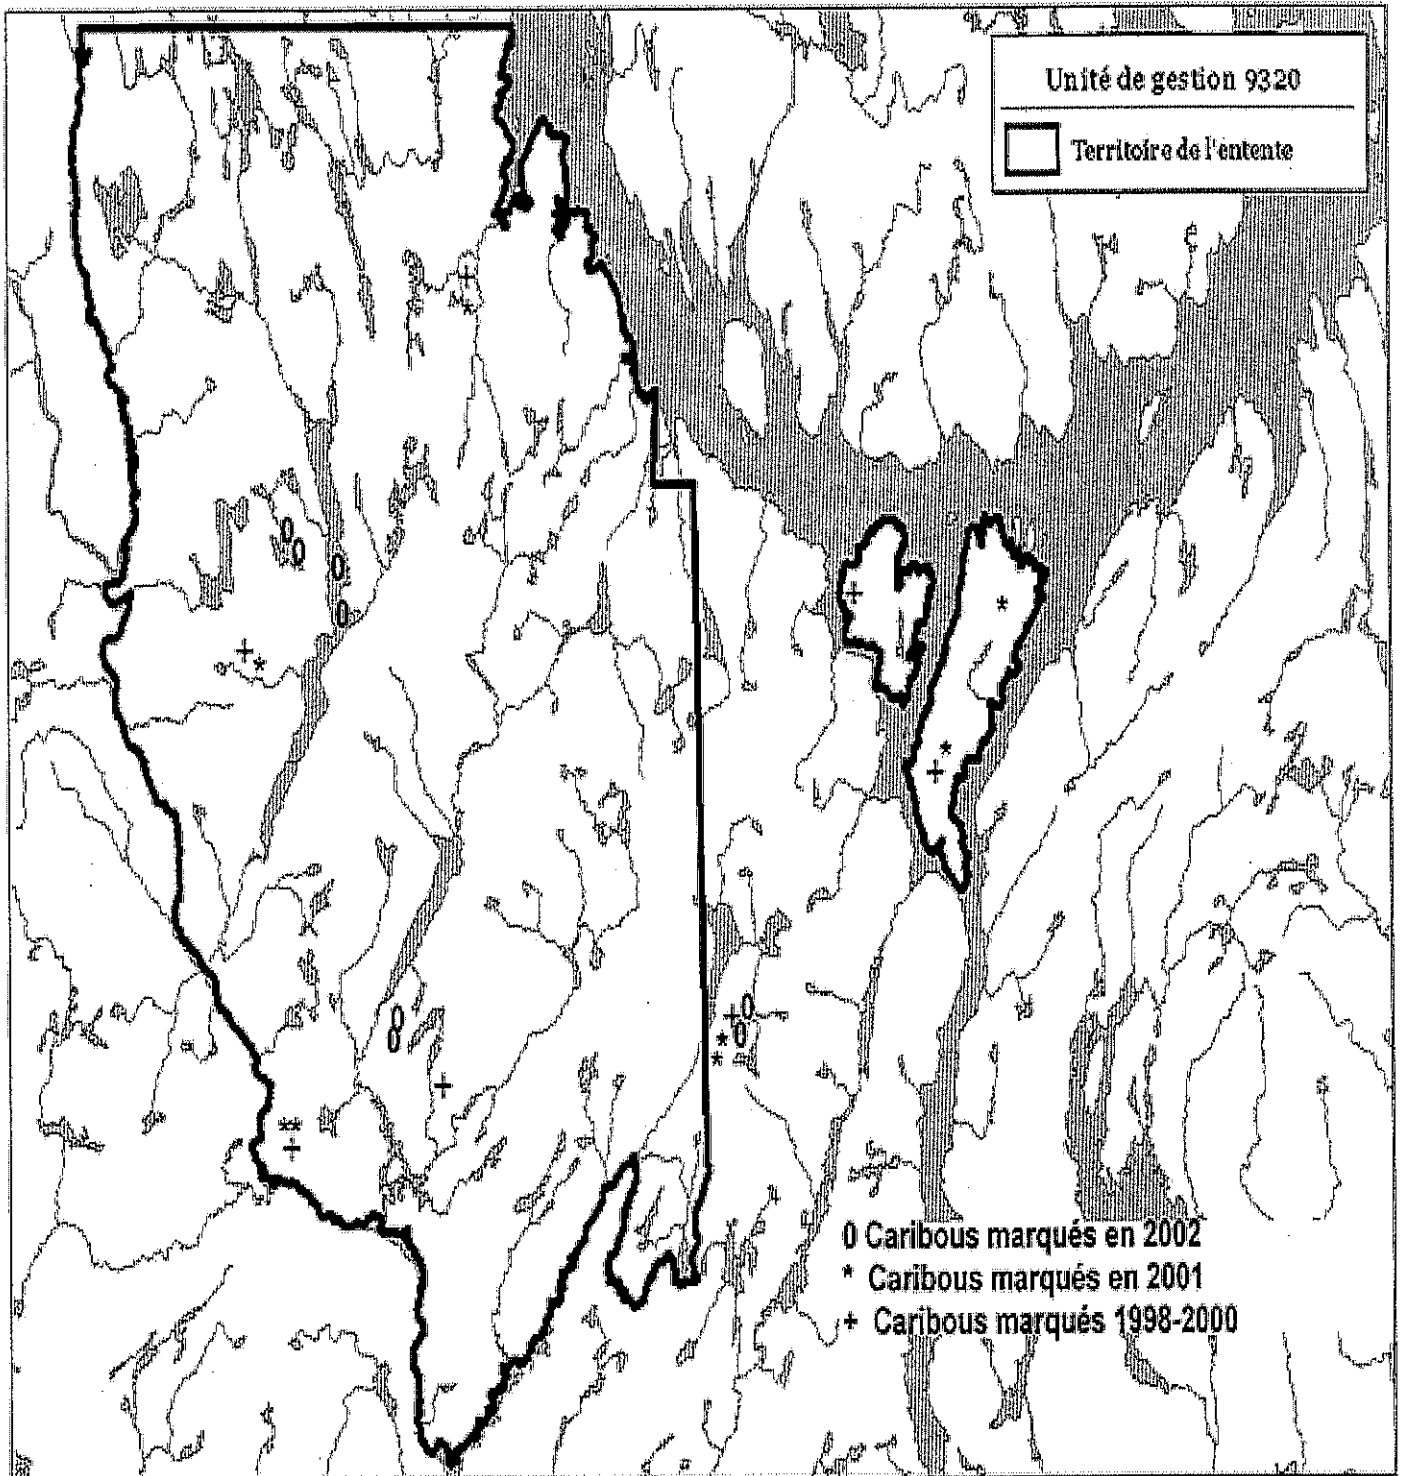 Unité de gestion 9320
Territoire de l'entente
0 Caribous marqués en 2002
* Caribous marqués en 2001
+ Caribous marqués 1998-2000